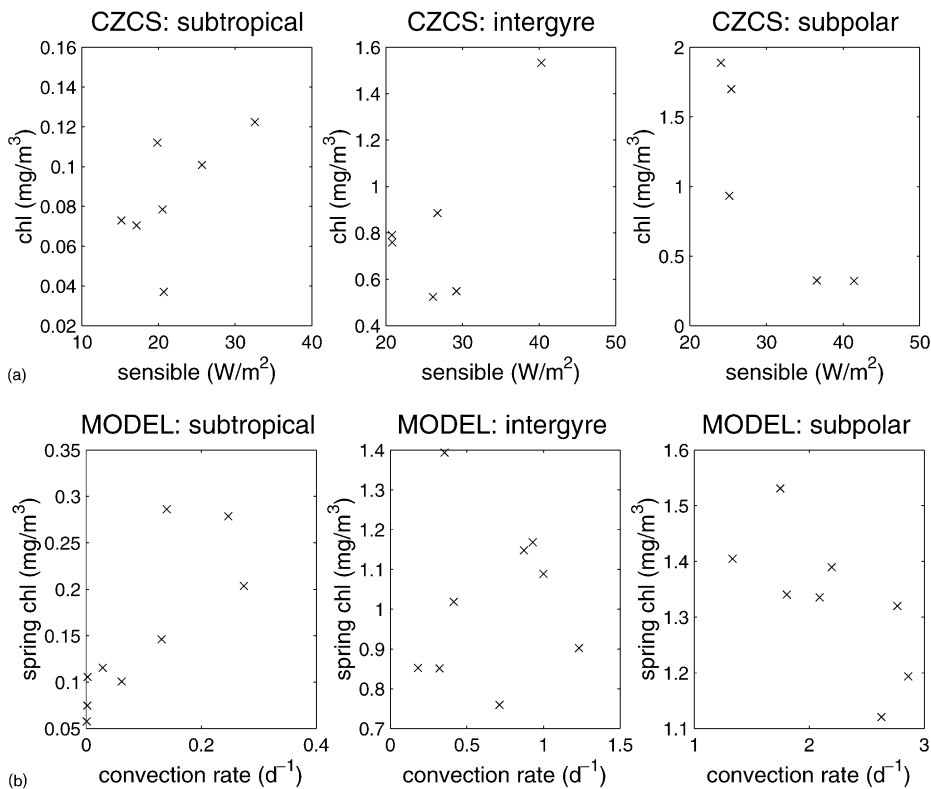 CZCS: subtropical CZCS: intergyre CZCS: subpolar
0.16 1.6 2
0.14 1.4
0.12 1.2 1.5
0.1 1 1
0.08 0.8
0.06 0.6 0.5
0.04
0.02 0.4 0
chl (mg/m³) chl (mg/m³) chl (mg/m³)
10 20 30 40 20 30 40 50 20 30 40 50
(a) sensible (W/m²) sensible (W/m²) sensible (W/m²)
MODEL: subtropical MODEL: intergyre MODEL: subpolar
0.35 1.4 1.6
0.3 1.3 1.5
0.25 1.2
0.2 1.1 1.4
0.15 1 1.3
0.1 0.9 1.2
0.05 0.8 1.1
0.7
spring chl (mg/m³) spring chl (mg/m³) spring chl (mg/m³)
0 0.2 0.4 0 0.5 1 1.5 1 2 3
(b) convection rate (d⁻¹) convection rate (d⁻¹) convection rate (d⁻¹)